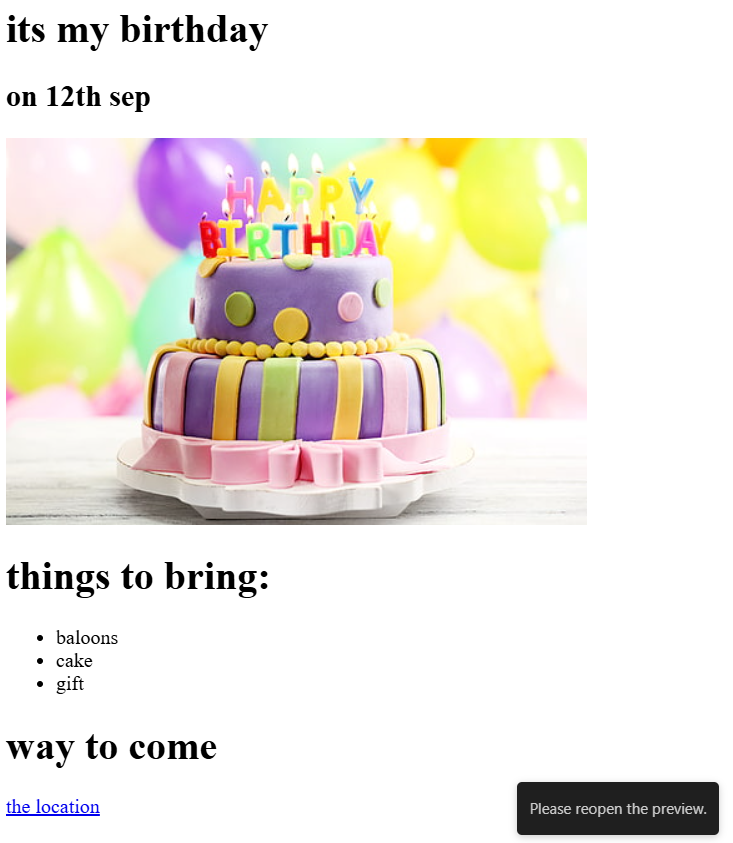 its my birthday
on 12th sep
HAPPY
BIRTHDAY
things to bring:
baloons
cake
gift
way to come
the location
Please reopen the preview.